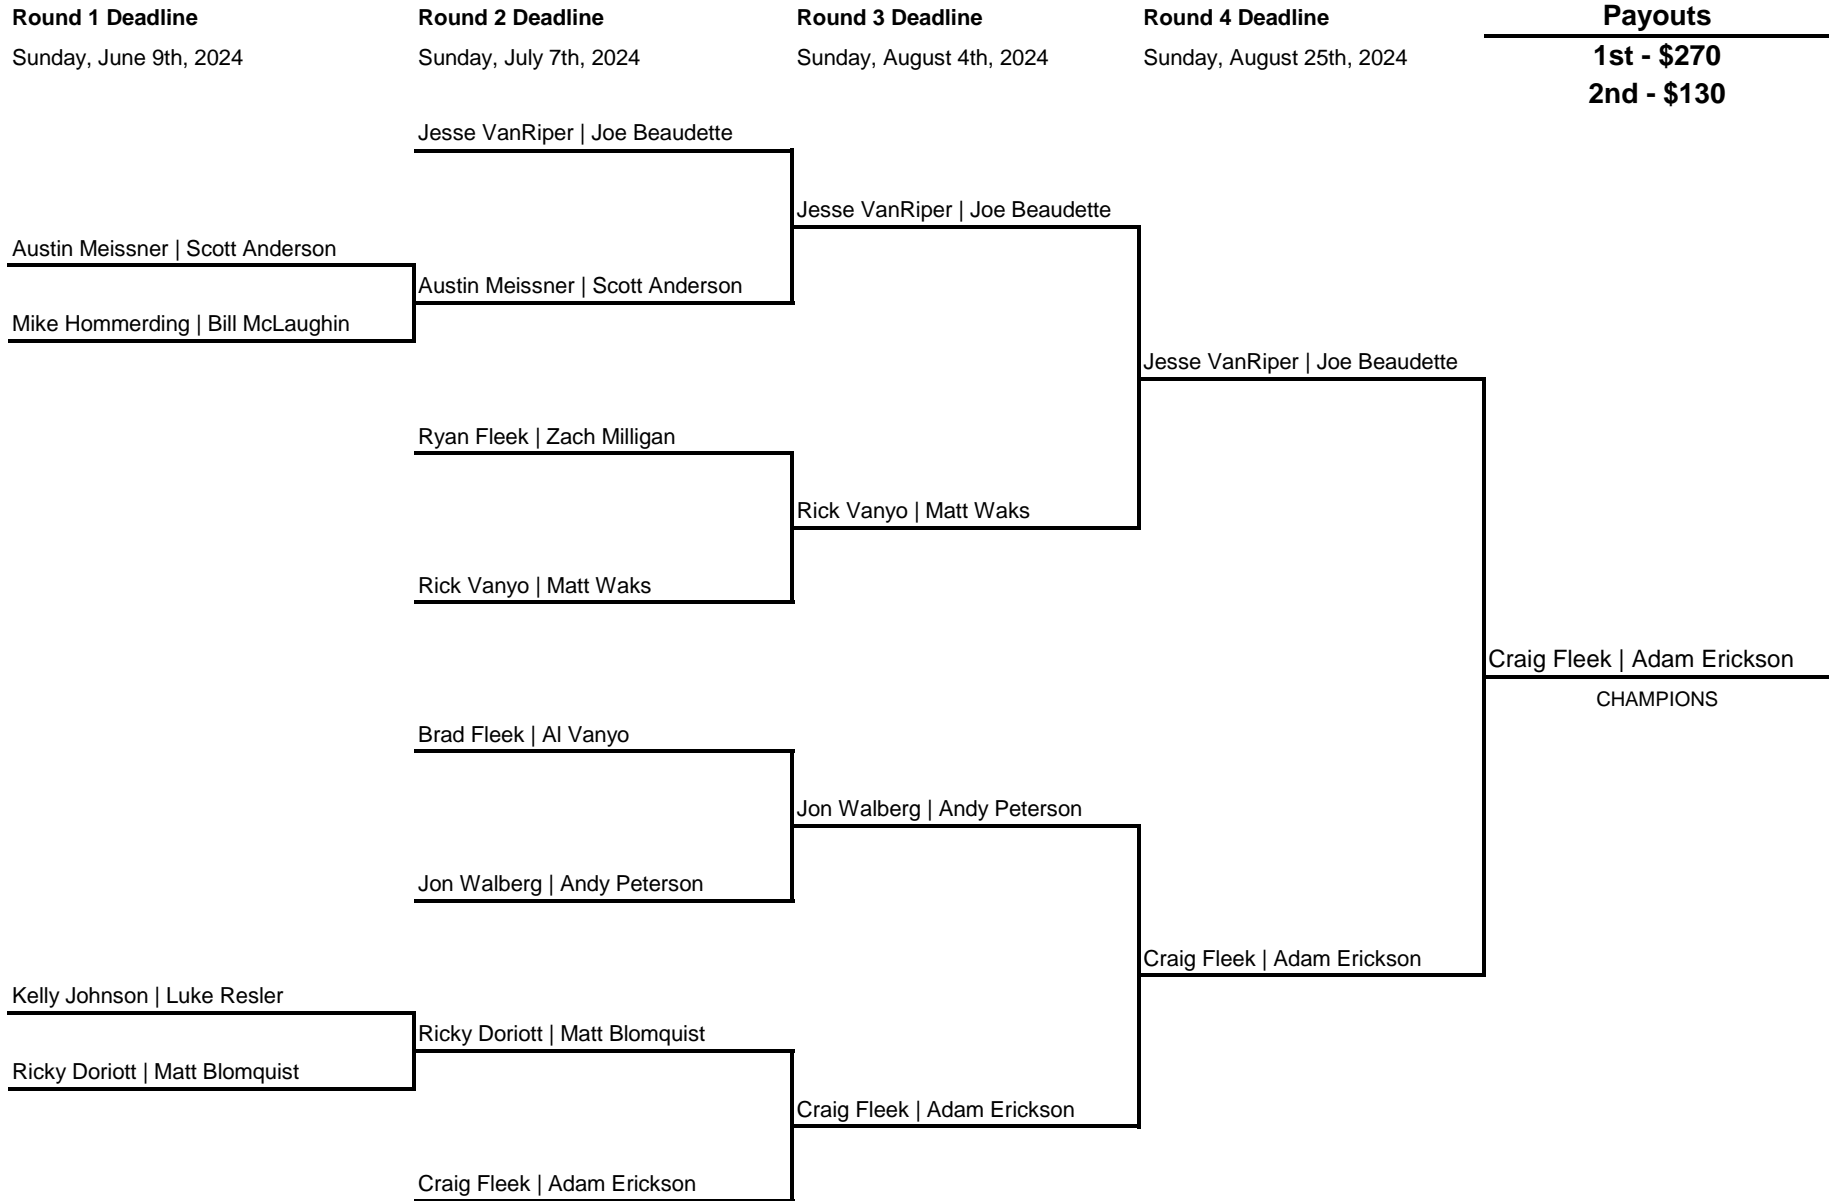 Round 1 Deadline
Round 2 Deadline
Round 3 Deadline
Round 4 Deadline
Payouts
Sunday, June 9th, 2024
Sunday, July 7th, 2024
Sunday, August 4th, 2024
Sunday, August 25th, 2024
1st - $270
2nd - $130
Jesse VanRiper | Joe Beaudette
Jesse VanRiper | Joe Beaudette
Austin Meissner | Scott Anderson
Austin Meissner | Scott Anderson
Mike Hommerding | Bill McLaughin
Jesse VanRiper | Joe Beaudette
Ryan Fleek | Zach Milligan
Rick Vanyo | Matt Waks
Rick Vanyo | Matt Waks
Craig Fleek | Adam Erickson
CHAMPIONS
Brad Fleek | Al Vanyo
Jon Walberg | Andy Peterson
Jon Walberg | Andy Peterson
Craig Fleek | Adam Erickson
Kelly Johnson | Luke Resler
Ricky Doriott | Matt Blomquist
Ricky Doriott | Matt Blomquist
Craig Fleek | Adam Erickson
Craig Fleek | Adam Erickson